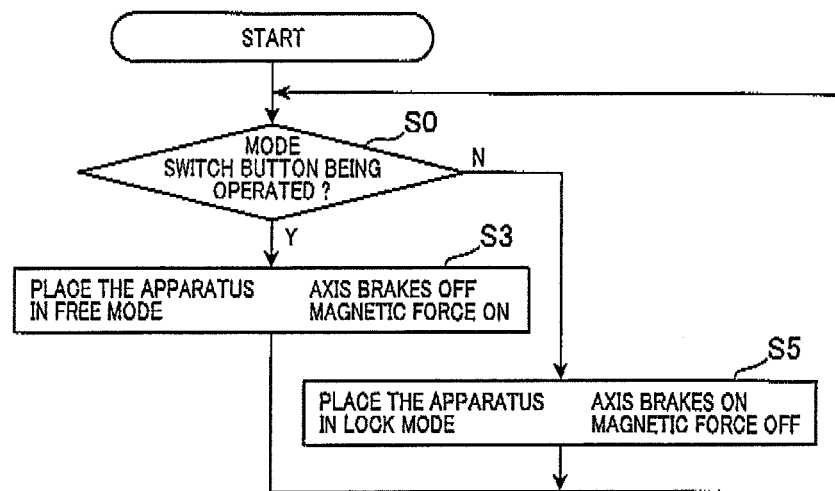 START
S0
MODE
SWITCH BUTTON BEING
OPERATED ?
N
Y
S3
PLACE THE APPARATUS AXIS BRAKES OFF
IN FREE MODE MAGNETIC FORCE ON
S5
PLACE THE APPARATUS AXIS BRAKES ON
IN LOCK MODE MAGNETIC FORCE OFF